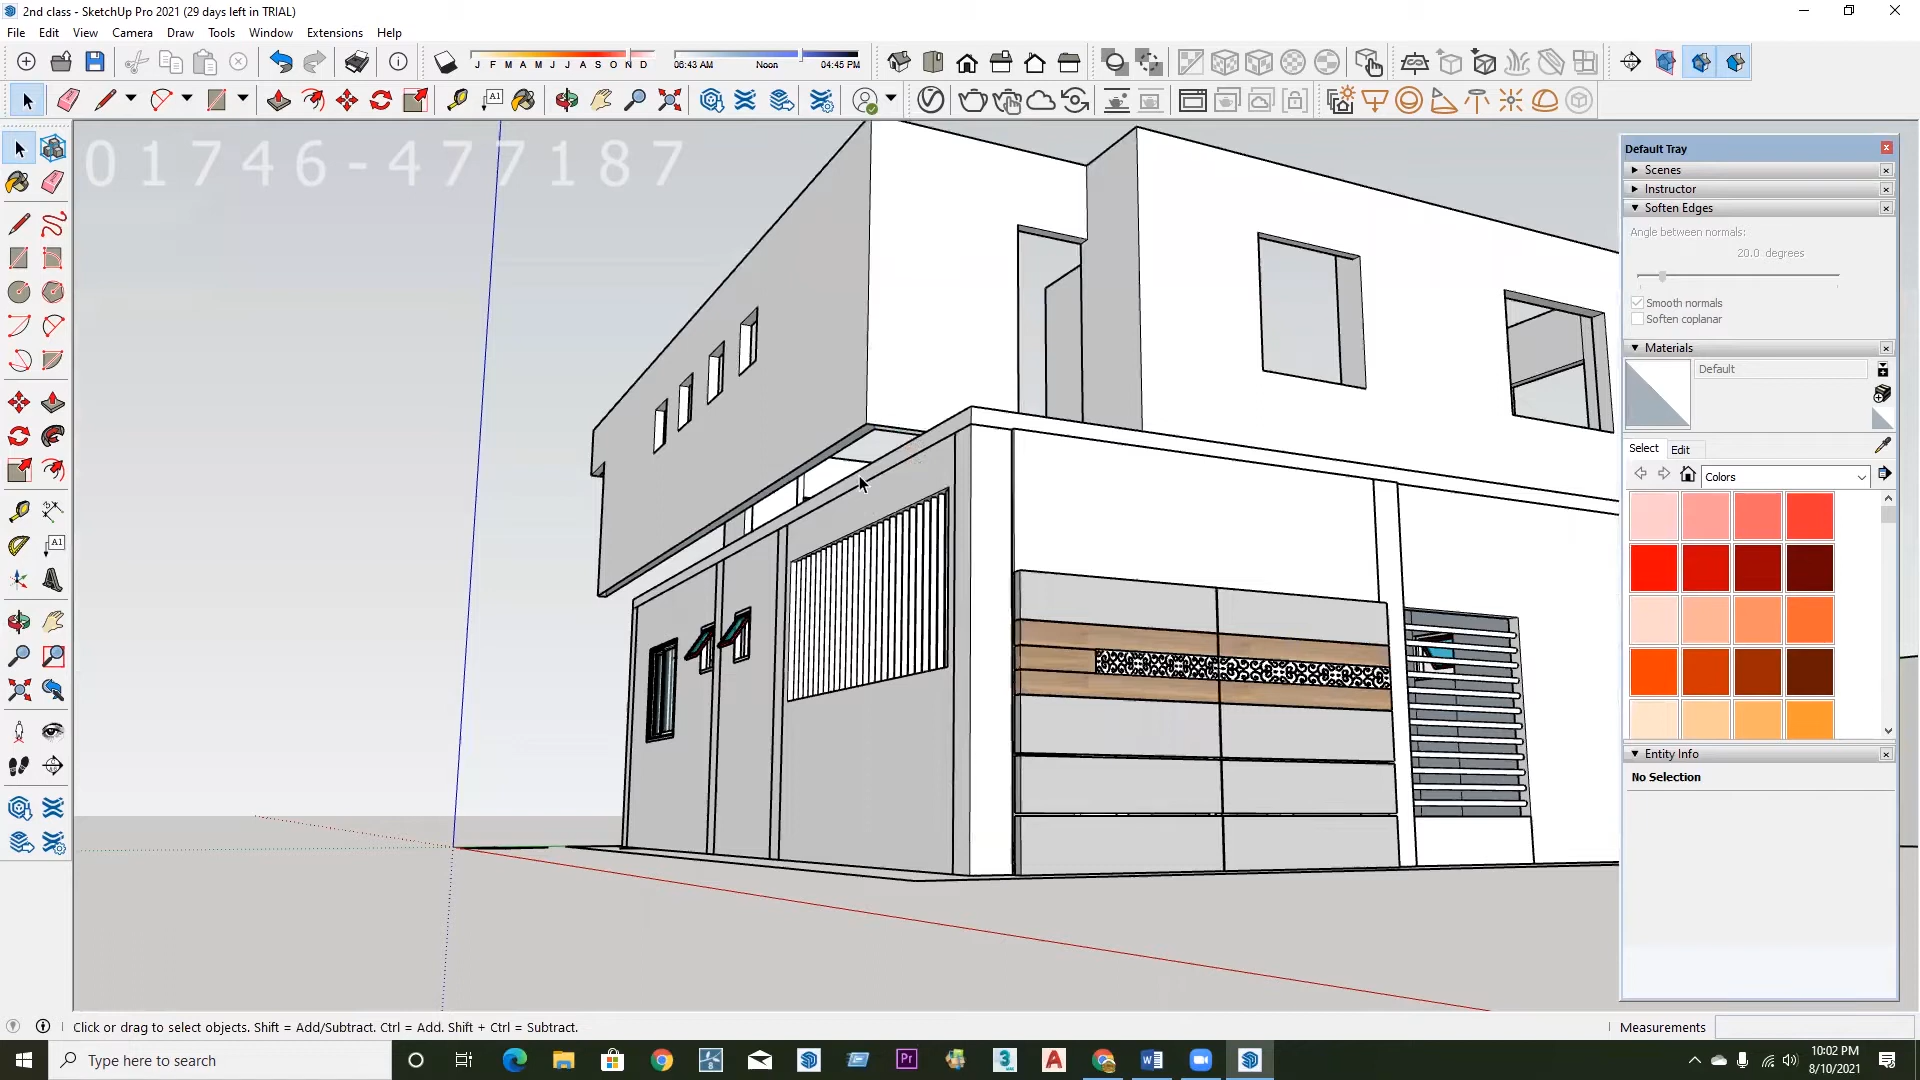 2nd class - SketchUp Pro 2021 (29 days left in TRIAL)
File Edit View Camera Draw Tools Window Extensions Help
J F M A M J J A S O N D
06:43 AM Noon 04:45 PM
A1
01746-477187
Default Tray
Scenes
Instructor
Soften Edges
Angle between normals:
20.0 degrees
Smooth normals
Soften coplanar
Materials
Default
Select Edit
Colors
A1
Entity Info
No Selection
Click or drag to select objects. Shift = Add/Subtract. Ctrl = Add. Shift + Ctrl = Subtract.
Measurements
Type here to search
Pr
3
A
W
10:02 PM
8/10/2021